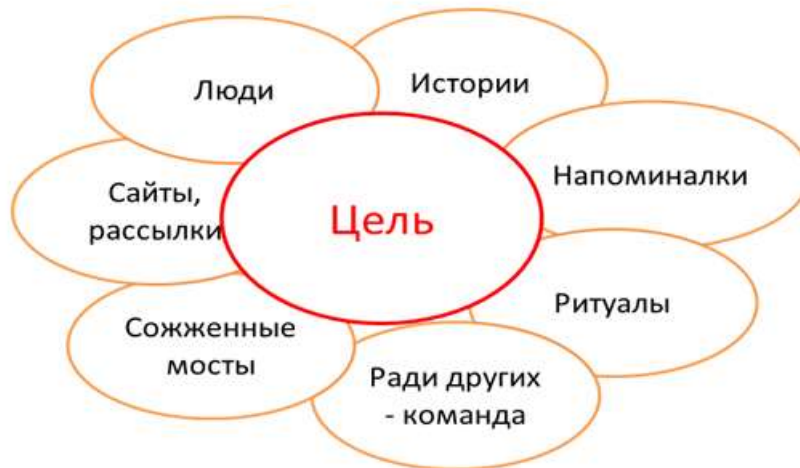 Люди
Истории
Напоминалки
Сайты,
рассылки
Цель
Ритуалы
Сожженные
мосты
Ради других
- команда